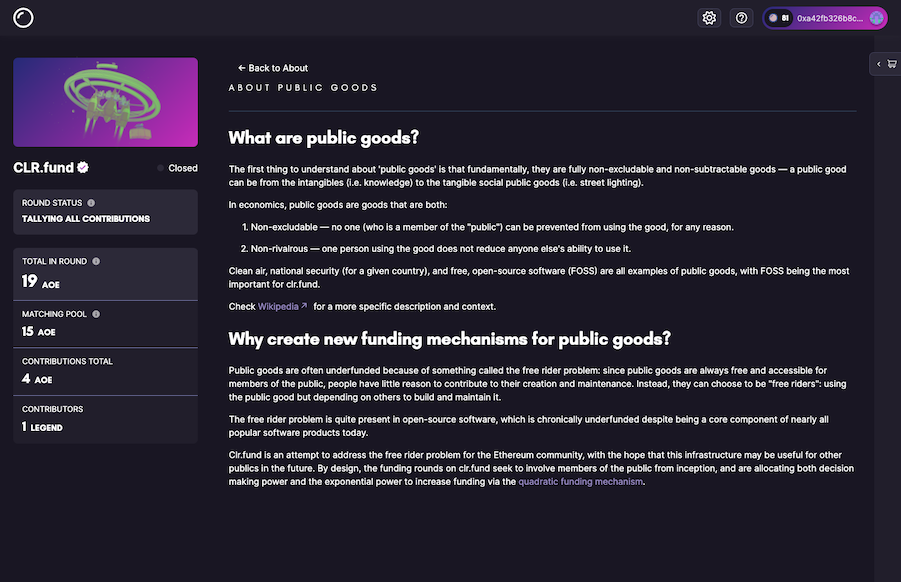 81 0xa42fb326b8c...
← Back to About
ABOUT PUBLIC GOODS
CLR.fund
Closed
ROUND STATUS
TALLYING ALL CONTRIBUTIONS
TOTAL IN ROUND
19 AOE
MATCHING POOL
15 AOE
CONTRIBUTIONS TOTAL
4 AOE
CONTRIBUTORS
1 LEGEND
What are public goods?
The first thing to understand about 'public goods' is that fundamentally, they are fully non-excludable and non-subtractable goods — a public good
can be from the intangibles (i.e. knowledge) to the tangible social public goods (i.e. street lighting).
In economics, public goods are goods that are both:
1. Non-excludable — no one (who is a member of the "public") can be prevented from using the good, for any reason.
2. Non-rivalrous — one person using the good does not reduce anyone else's ability to use it.
Clean air, national security (for a given country), and free, open-source software (FOSS) are all examples of public goods, with FOSS being the most
important for clr.fund.
Check Wikipedia↗ for a more specific description and context.
Why create new funding mechanisms for public goods?
Public goods are often underfunded because of something called the free rider problem: since public goods are always free and accessible for
members of the public, people have little reason to contribute to their creation and maintenance. Instead, they can choose to be "free riders": using
the public good but depending on others to build and maintain it.
The free rider problem is quite present in open-source software, which is chronically underfunded despite being a core component of nearly all
popular software products today.
Clr.fund is an attempt to address the free rider problem for the Ethereum community, with the hope that this infrastructure may be useful for other
publics in the future. By design, the funding rounds on clr.fund seek to involve members of the public from inception, and are allocating both decision
making power and the exponential power to increase funding via the quadratic funding mechanism.